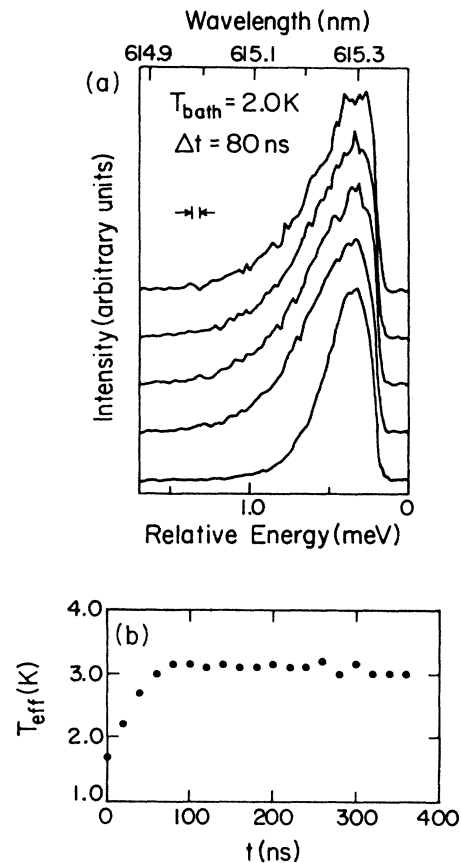 Wavelength (nm)
614.9 615.1 615.3
(a)
T_bath = 2.0K
Δt = 80 ns
Intensity (arbitrary units)
1.0 0
Relative Energy (meV)
(b)
4.0
3.0
2.0
1.0
T_eff (K)
0 100 200 300 400
t (ns)